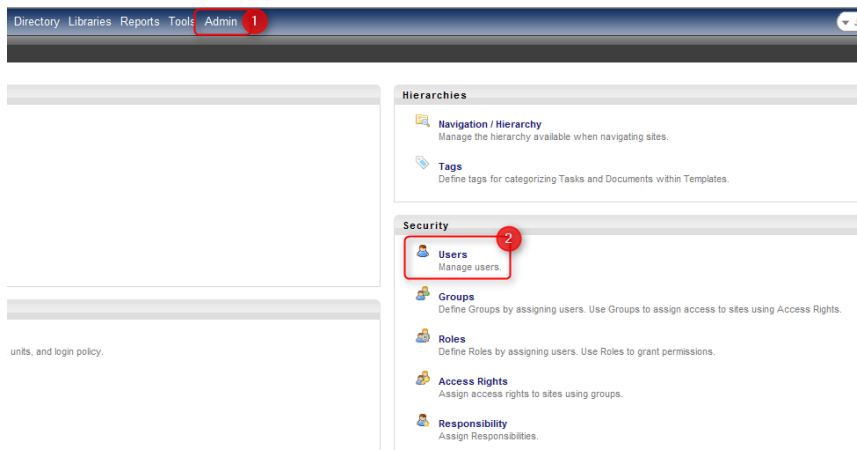 Directory Libraries Reports Tools Admin 1
Hierarchies
Navigation / Hierarchy
Manage the hierarchy available when navigating sites.
Tags
Define tags for categorizing Tasks and Documents within Templates.
Security
2
Users
Manage users.
Groups
Define Groups by assigning users. Use Groups to assign access to sites using Access Rights.
Roles
units, and login policy.
Define Roles by assigning users. Use Roles to grant permissions.
Access Rights
Assign access rights to sites using groups.
Responsibility
Assign Responsibilities.